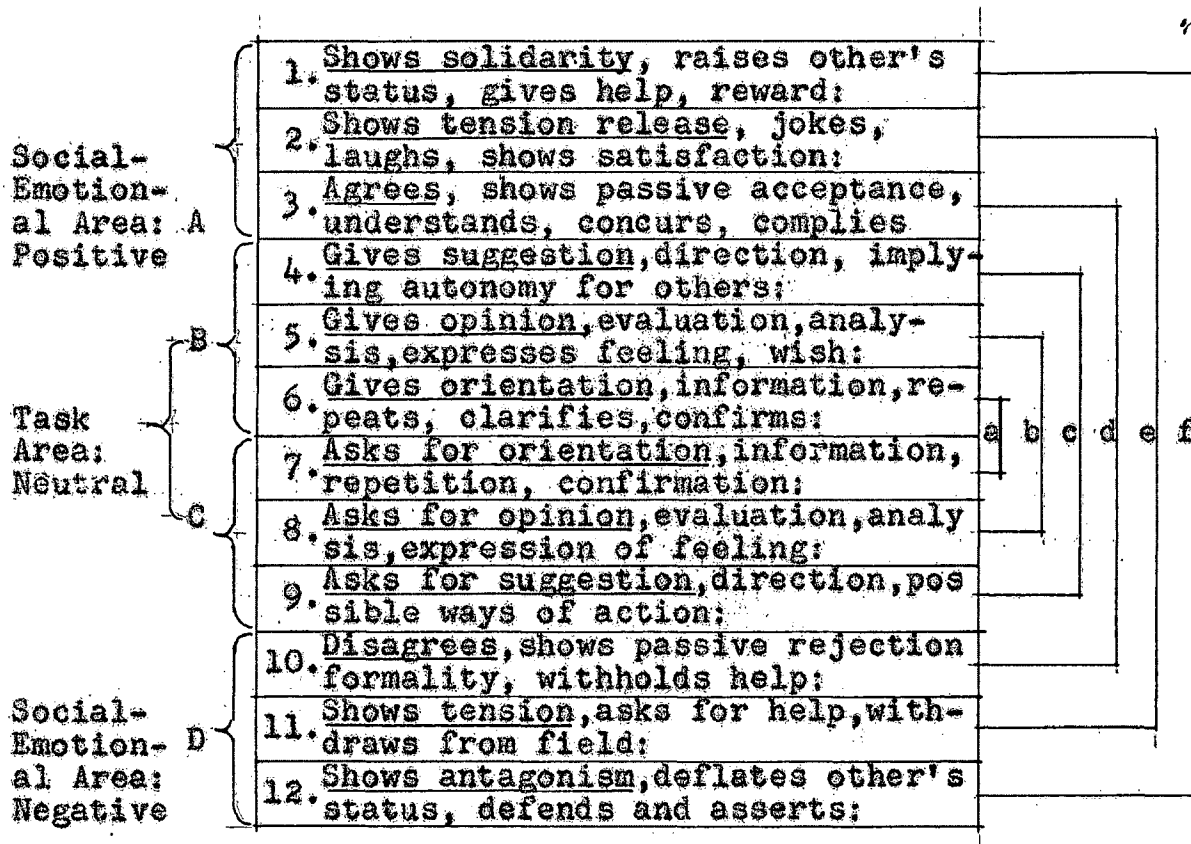 1. Shows solidarity, raises other's
status, gives help, reward:
2. Shows tension release, jokes,
laughs, shows satisfaction:
3. Agrees, shows passive acceptance,
understands, concurs, complies
4. Gives suggestion,direction, imply-
ing autonomy for others:
5. Gives opinion,evaluation,analy-
sis,expresses feeling, wish:
6. Gives orientation,information,re-
peats, clarifies,confirms:
7. Asks for orientation,information,
repetition, confirmation:
8. Asks for opinion,evaluation,analy
sis,expression of feeling:
9. Asks for suggestion,direction,pos
sible ways of action:
10. Disagrees,shows passive rejection
formality, withholds help:
11. Shows tension,asks for help,with-
draws from field:
12. Shows antagonism,deflates other's
status, defends and asserts:
Social-
Emotion-
al Area: A
Positive
B
Task
Area:
Neutral
C
Social-
Emotion- D
al Area:
Negative
a b c d e f